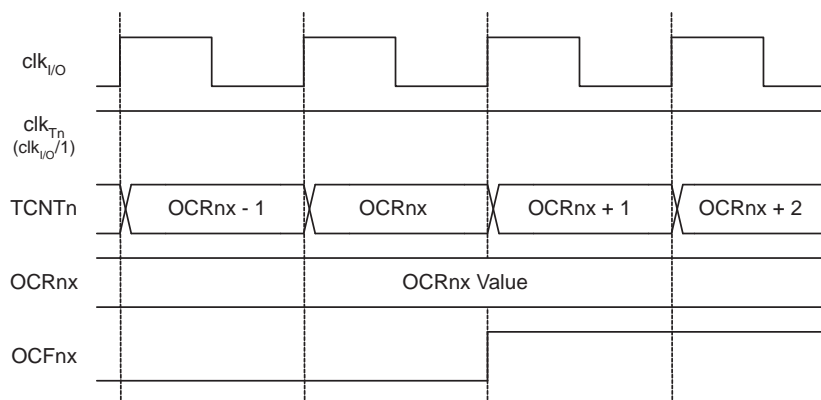 clkI/O
clkTn
(clkI/O/1)
TCNTn OCRnx - 1 OCRnx OCRnx + 1 OCRnx + 2
OCRnx OCRnx Value
OCFnx